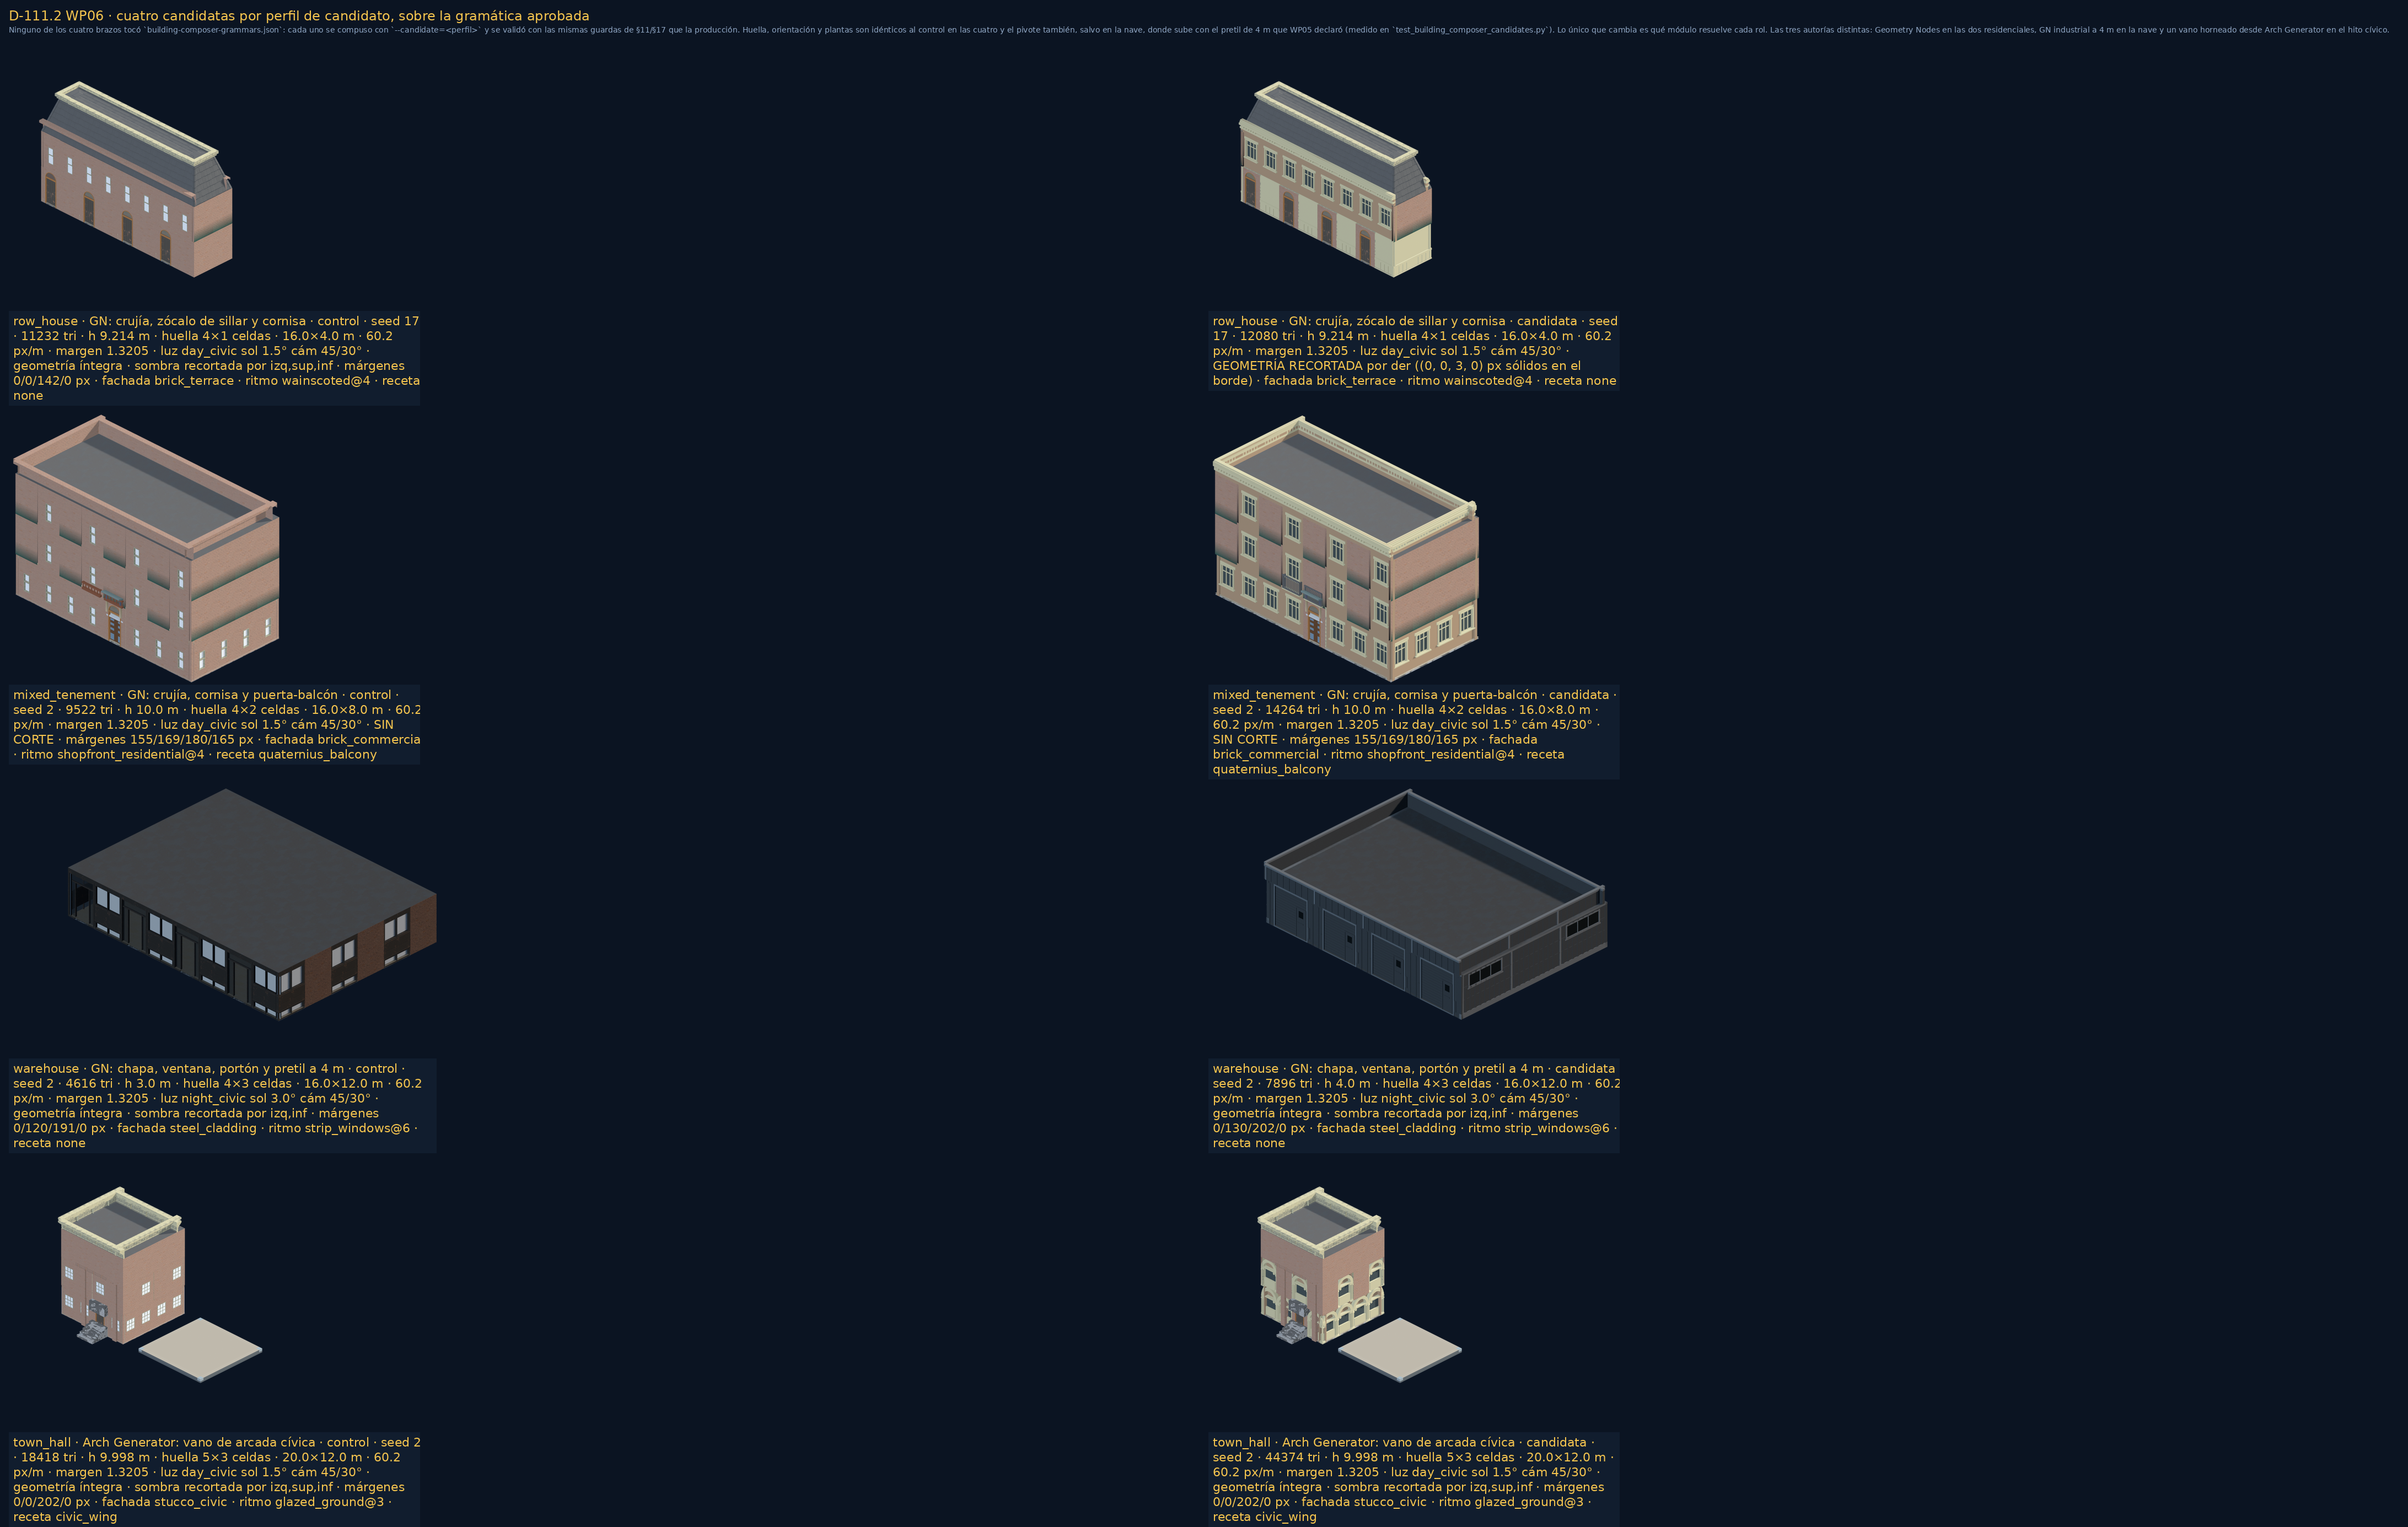 D-111.2 WP06 · cuatro candidatas por perfil de candidato, sobre la gramática aprobada
Ninguno de los cuatro brazos tocó `building-composer-grammars.json`: cada uno se compuso con `--candidate=<perfil>` y se validó con las mismas guardas de §11/§17 que la producción. Huella, orientación y plantas son idénticos al control en las cuatro y el pivote también, salvo en la nave, donde sube con el pretil de 4 m que WP05 declaró (medido en `test_building_composer_candidates.py`). Lo único que cambia es qué módulo resuelve cada rol. Las tres autorías distintas: Geometry Nodes en las dos residenciales, GN industrial a 4 m en la nave y un vano horneado desde Arch Generator en el hito cívico.
row_house · GN: crujía, zócalo de sillar y cornisa · control · seed 17
· 11232 tri · h 9.214 m · huella 4×1 celdas · 16.0×4.0 m · 60.2
px/m · margen 1.3205 · luz day_civic sol 1.5° cám 45/30° ·
geometría íntegra · sombra recortada por izq,sup,inf · márgenes
0/0/142/0 px · fachada brick_terrace · ritmo wainscoted@4 · receta
none
row_house · GN: crujía, zócalo de sillar y cornisa · candidata · seed
17 · 12080 tri · h 9.214 m · huella 4×1 celdas · 16.0×4.0 m · 60.2
px/m · margen 1.3205 · luz day_civic sol 1.5° cám 45/30° ·
GEOMETRÍA RECORTADA por der ((0, 0, 3, 0) px sólidos en el
borde) · fachada brick_terrace · ritmo wainscoted@4 · receta none
mixed_tenement · GN: crujía, cornisa y puerta-balcón · control ·
seed 2 · 9522 tri · h 10.0 m · huella 4×2 celdas · 16.0×8.0 m · 60.2
px/m · margen 1.3205 · luz day_civic sol 1.5° cám 45/30° · SIN
CORTE · márgenes 155/169/180/165 px · fachada brick_commercia
· ritmo shopfront_residential@4 · receta quaternius_balcony
mixed_tenement · GN: crujía, cornisa y puerta-balcón · candidata ·
seed 2 · 14264 tri · h 10.0 m · huella 4×2 celdas · 16.0×8.0 m ·
60.2 px/m · margen 1.3205 · luz day_civic sol 1.5° cám 45/30° ·
SIN CORTE · márgenes 155/169/180/165 px · fachada
brick_commercial · ritmo shopfront_residential@4 · receta
quaternius_balcony
warehouse · GN: chapa, ventana, portón y pretil a 4 m · control ·
seed 2 · 4616 tri · h 3.0 m · huella 4×3 celdas · 16.0×12.0 m · 60.2
px/m · margen 1.3205 · luz night_civic sol 3.0° cám 45/30° ·
geometría íntegra · sombra recortada por izq,inf · márgenes
0/120/191/0 px · fachada steel_cladding · ritmo strip_windows@6 ·
receta none
warehouse · GN: chapa, ventana, portón y pretil a 4 m · candidata
seed 2 · 7896 tri · h 4.0 m · huella 4×3 celdas · 16.0×12.0 m · 60.2
px/m · margen 1.3205 · luz night_civic sol 3.0° cám 45/30° ·
geometría íntegra · sombra recortada por izq,inf · márgenes
0/130/202/0 px · fachada steel_cladding · ritmo strip_windows@6 ·
receta none
town_hall · Arch Generator: vano de arcada cívica · control · seed 2
· 18418 tri · h 9.998 m · huella 5×3 celdas · 20.0×12.0 m · 60.2
px/m · margen 1.3205 · luz day_civic sol 1.5° cám 45/30° ·
geometría íntegra · sombra recortada por izq,sup,inf · márgenes
0/0/202/0 px · fachada stucco_civic · ritmo glazed_ground@3 ·
receta civic_wing
town_hall · Arch Generator: vano de arcada cívica · candidata ·
seed 2 · 44374 tri · h 9.998 m · huella 5×3 celdas · 20.0×12.0 m ·
60.2 px/m · margen 1.3205 · luz day_civic sol 1.5° cám 45/30° ·
geometría íntegra · sombra recortada por izq,sup,inf · márgenes
0/0/202/0 px · fachada stucco_civic · ritmo glazed_ground@3 ·
receta civic_wing